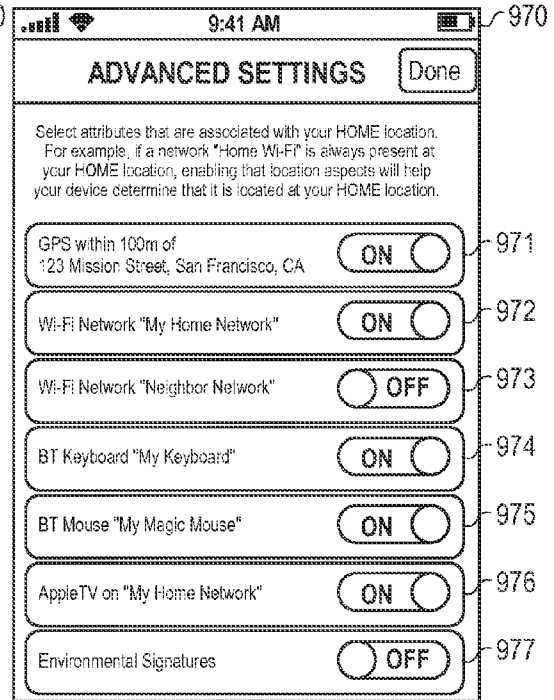 9:41 AM
970
ADVANCED SETTINGS
Done
Select attributes that are associated with your HOME location.
For example, if a network "Home Wi-Fi" is always present at
your HOME location, enabling that location aspects will help
your device determine that it is located at your HOME location.
GPS within 100m of
123 Mission Street, San Francisco, CA
ON
971
Wi-Fi Network "My Home Network"
ON
972
Wi-Fi Network "Neighbor Network"
OFF
973
BT Keyboard "My Keyboard"
ON
974
BT Mouse "My Magic Mouse"
ON
975
AppleTV on "My Home Network"
ON
976
Environmental Signatures
OFF
977